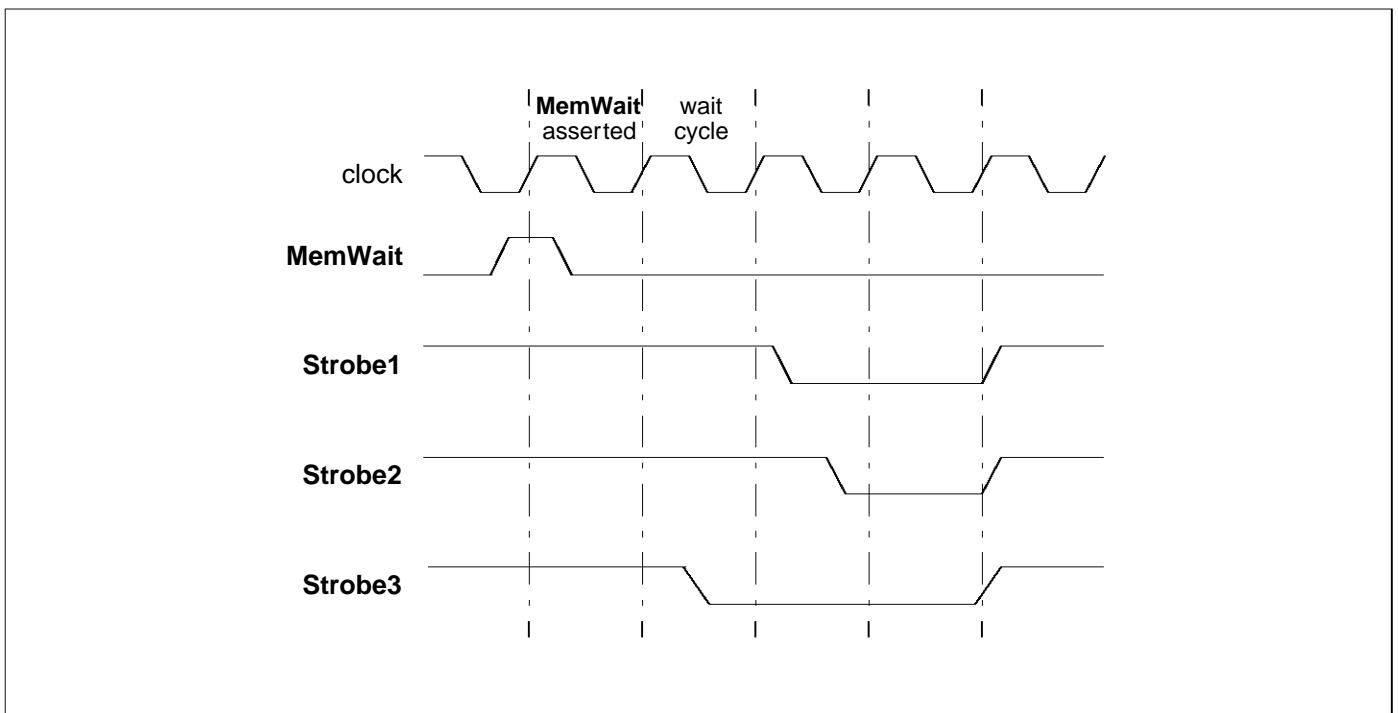 MemWait wait
asserted cycle
clock
MemWait
Strobe1
Strobe2
Strobe3